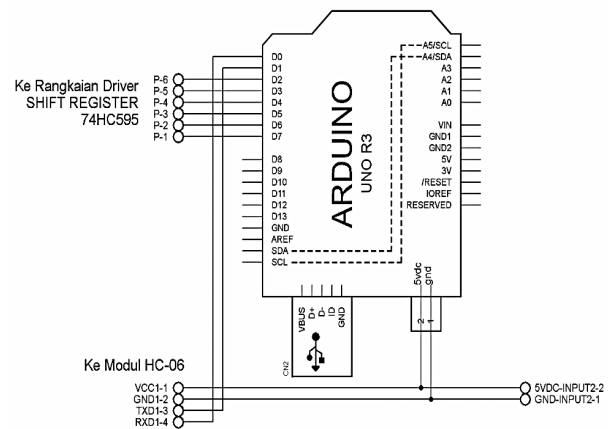 Ke Rangkaian Driver
SHIFT REGISTER
74HC595
P-6
P-5
P-4
P-3
P-2
P-1
D0
D1
D2
D3
D4
D5
D6
D7
D8
D9
D10
D11
D12
D13
GND
AREF
SDA
SCL
ARDUINO
UNO R3
A5/SCL
A4/SDA
A3
A2
A1
A0
VIN
GND1
GND2
5V
3V
/RESET
IOREF
RESERVED
VBUS
D+
D-
ID
GND
CN2
5vdc
gnd
2
1
Ke Modul HC-06
VCC1-1
GND1-2
TXD1-3
RXD1-4
5VDC-INPUT2-2
GND-INPUT2-1